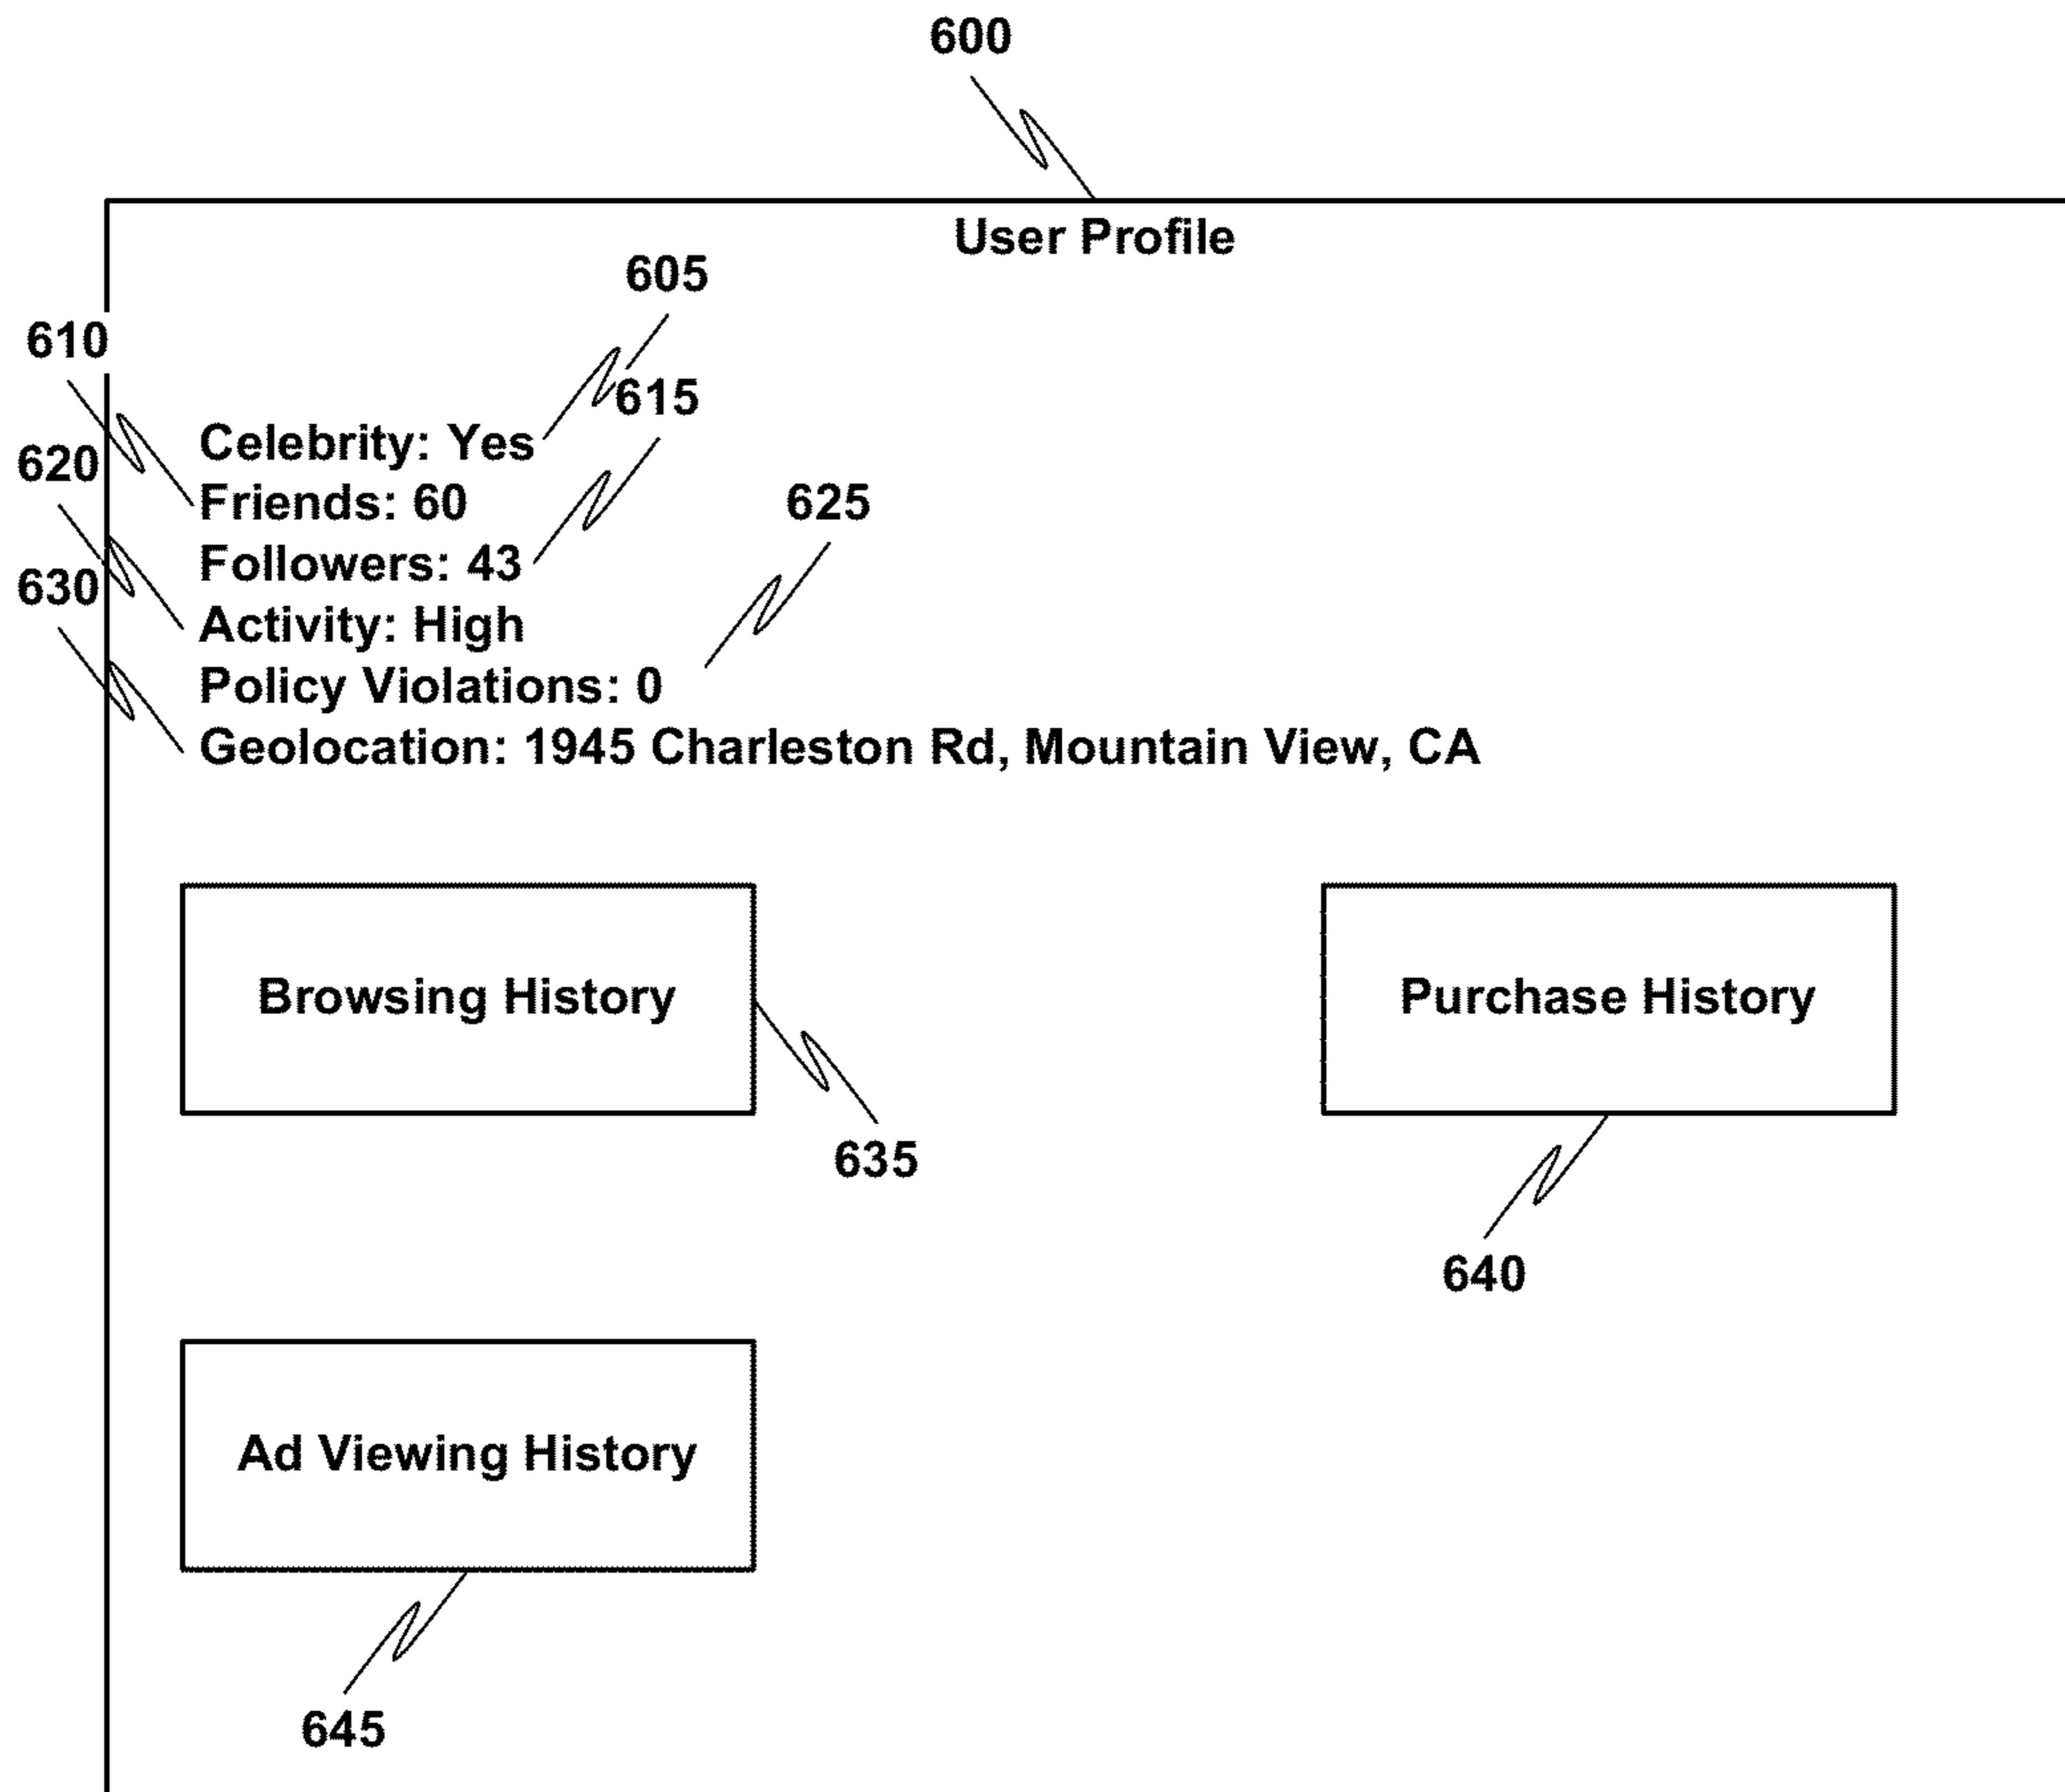 600
User Profile
605
610
615
Celebrity: Yes
620
Friends: 60
625
Followers: 43
630
Activity: High
Policy Violations: 0
Geolocation: 1945 Charleston Rd, Mountain View, CA
Browsing History
Purchase History
635
640
Ad Viewing History
645